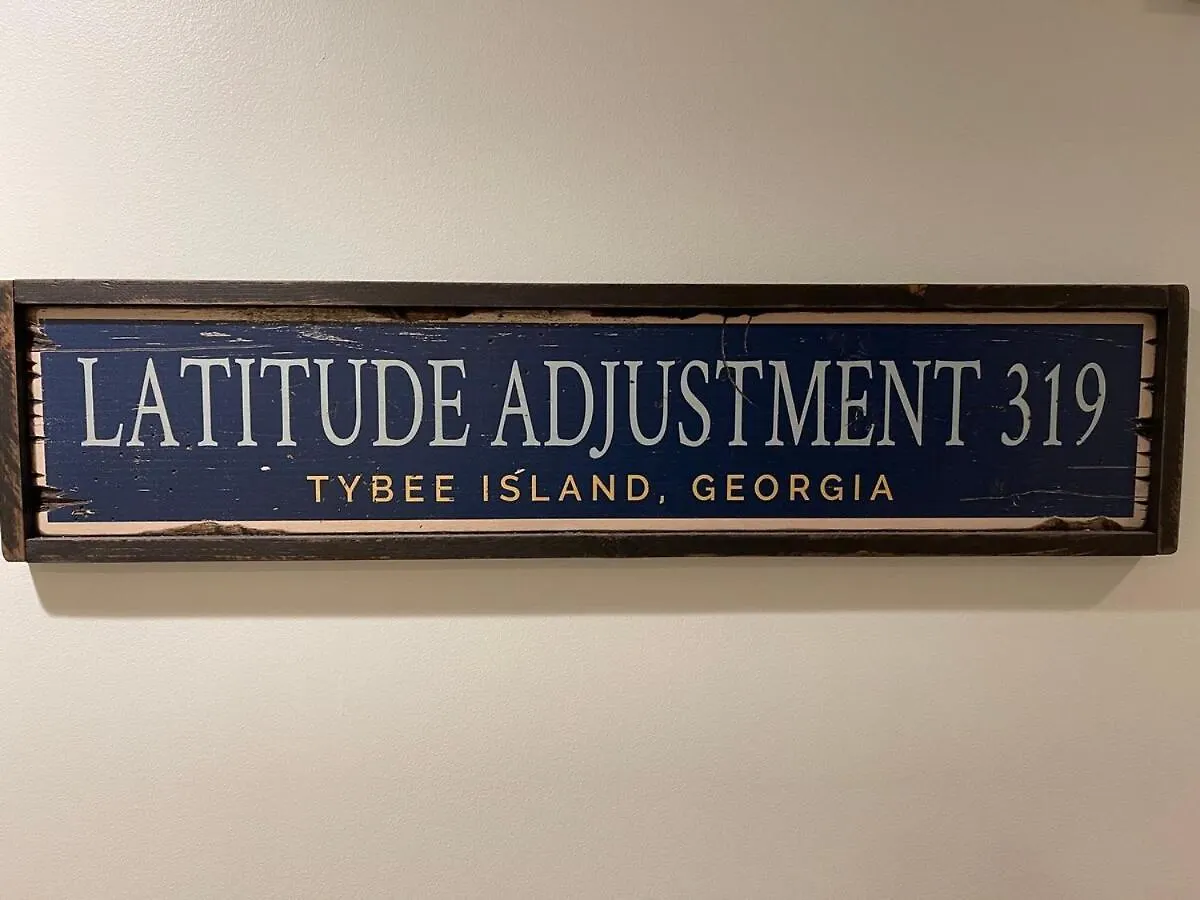 LATITUDE ADJUSTMENT 319
TYBEE ISLAND, GEORGIA